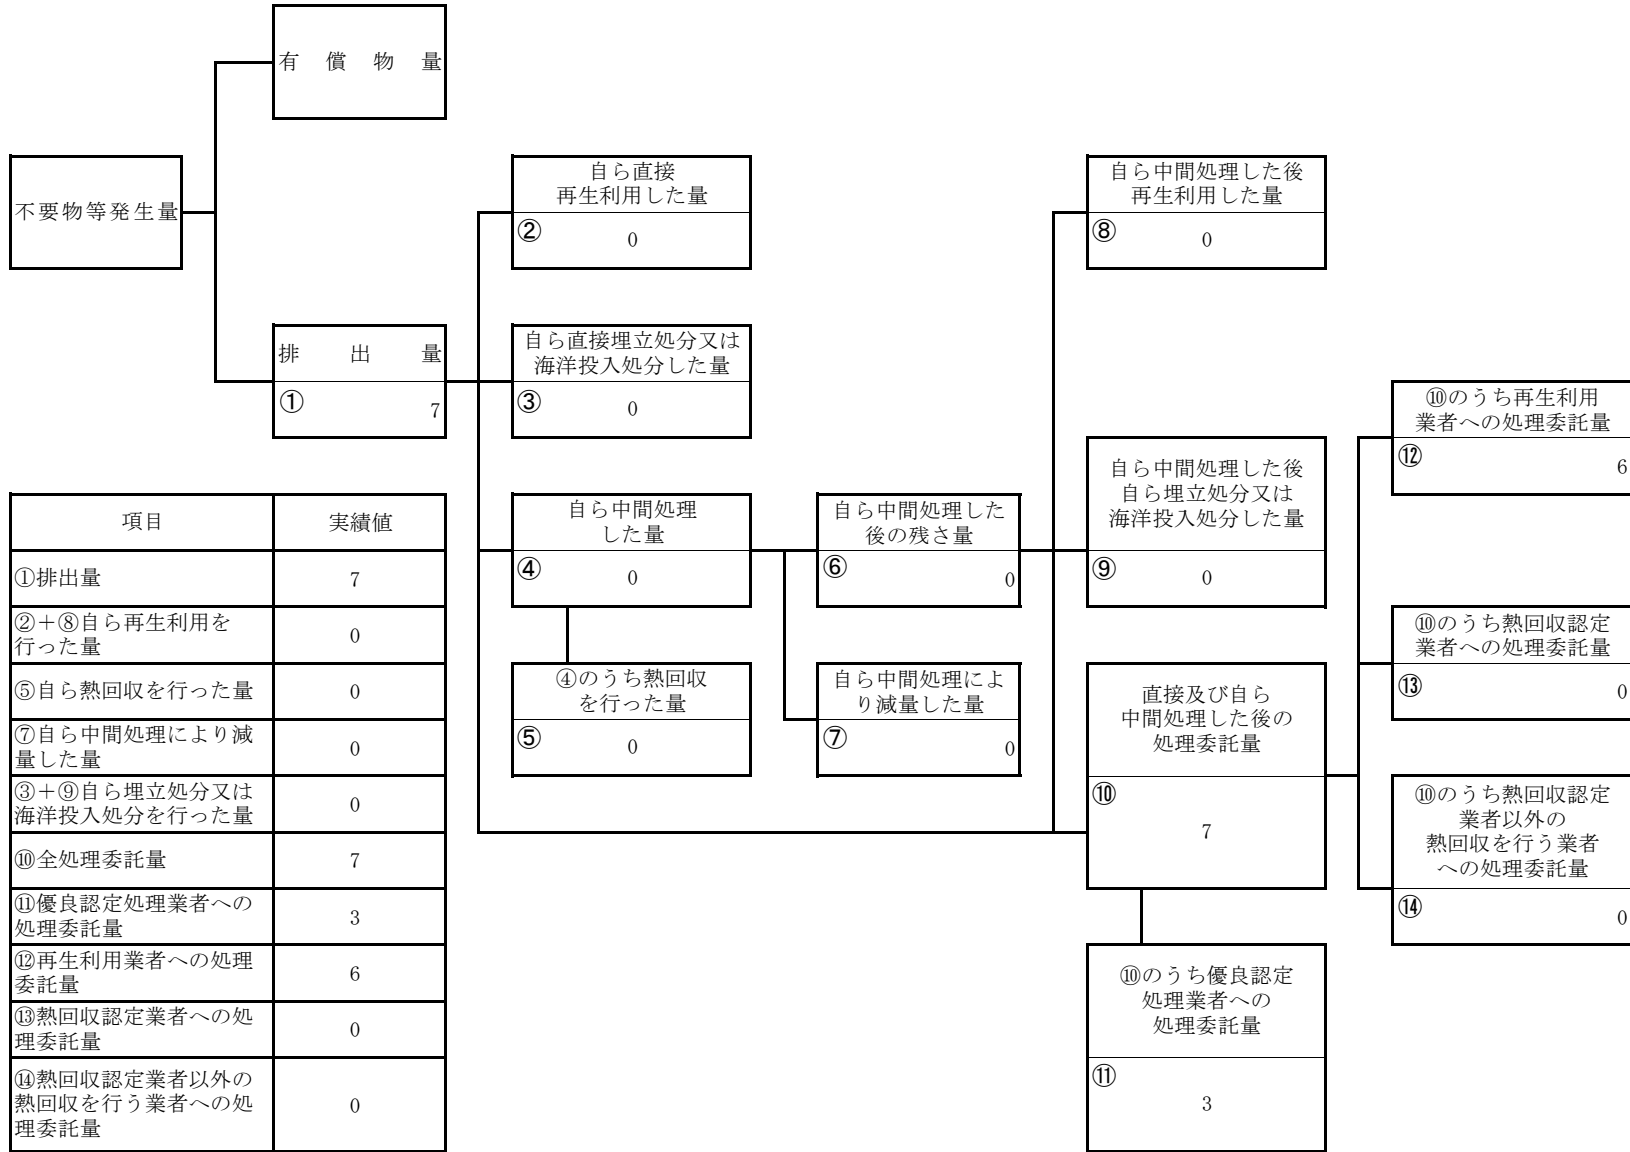 有償物量
不要物等発生量
排出量
①
7
自ら直接
再生利用した量
②
0
自ら直接埋立処分又は
海洋投入処分した量
③
0
自ら中間処理
した量
④
0
④のうち熱回収
を行った量
⑤
0
自ら中間処理した
後の残さ量
⑥
0
自ら中間処理によ
り減量した量
⑦
0
自ら中間処理した後
再生利用した量
⑧
0
自ら中間処理した後
自ら埋立処分又は
海洋投入処分した量
⑨
0
直接及び自ら
中間処理した後の
処理委託量
⑩
7
⑩のうち優良認定
処理業者への
処理委託量
⑪
3
⑩のうち再生利用
業者への処理委託量
⑫
6
⑩のうち熱回収認定
業者への処理委託量
⑬
0
⑩のうち熱回収認定
業者以外の
熱回収を行う業者
への処理委託量
⑭
0
項目 実績値
①排出量 7
②+⑧自ら再生利用を
行った量 0
⑤自ら熱回収を行った量 0
⑦自ら中間処理により減
量した量 0
③+⑨自ら埋立処分又は
海洋投入処分を行った量 0
⑩全処理委託量 7
⑪優良認定処理業者への
処理委託量 3
⑫再生利用業者への処理
委託量 6
⑬熱回収認定業者への処
理委託量 0
⑭熱回収認定業者以外の
熱回収を行う業者への処
理委託量 0